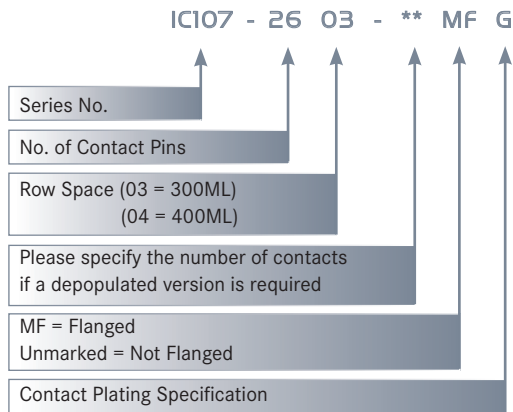 IC107 - 26 03 - ** MF G
Series No.
No. of Contact Pins
Row Space (03 = 300ML)
(04 = 400ML)
Please specify the number of contacts
if a depopulated version is required
MF = Flanged
Unmarked = Not Flanged
Contact Plating Specification